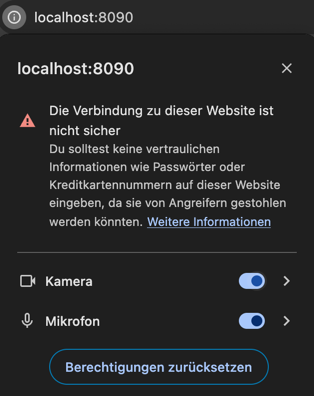 localhost:8090
localhost:8090
Die Verbindung zu dieser Website ist
nicht sicher
Du solltest keine vertraulichen
Informationen wie Passwörter oder
Kreditkartennummern auf dieser Website
eingeben, da sie von Angreifern gestohlen
werden könnten. Weitere Informationen
Kamera
Mikrofon
Berechtigungen zurücksetzen